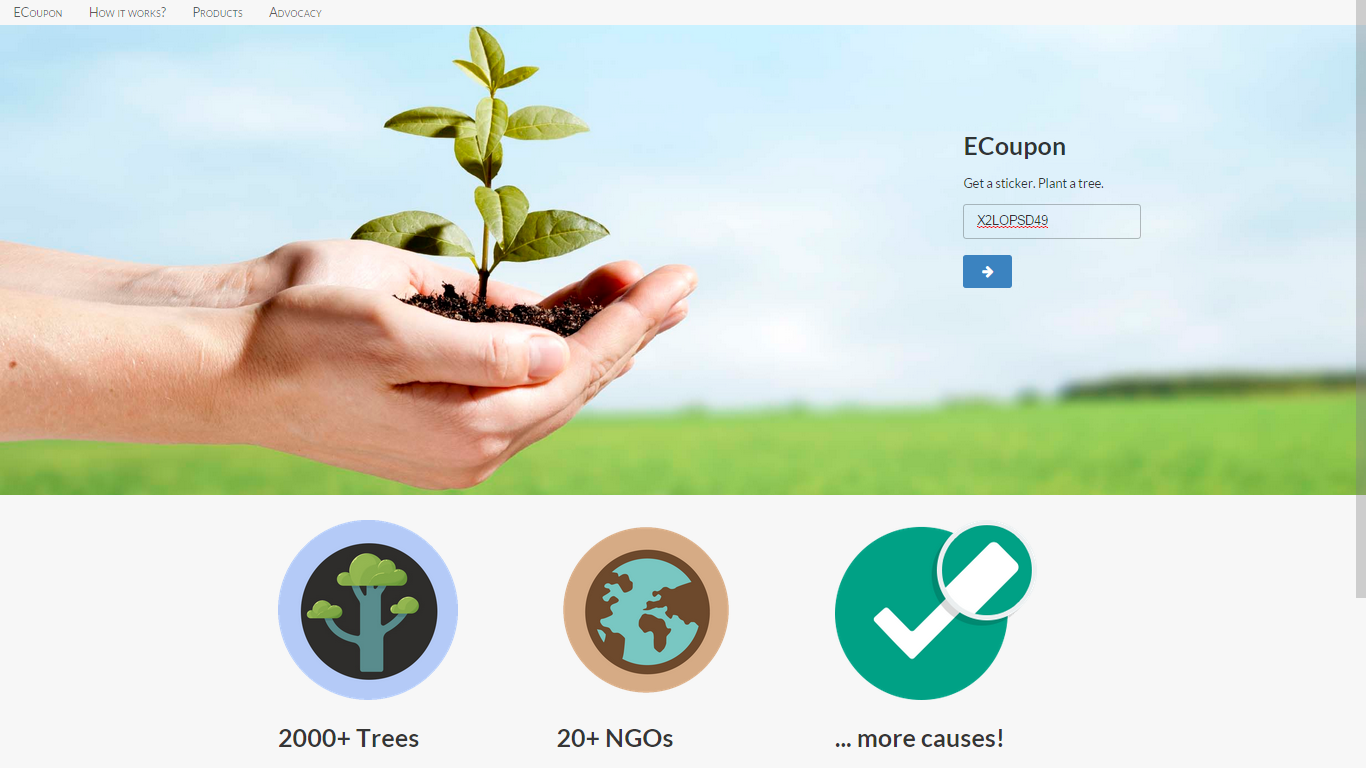 ECoupon How it works? Products Advocacy
ECoupon
Get a sticker. Plant a tree.
X2LOPSD49
2000+ Trees
20+ NGOs
... more causes!